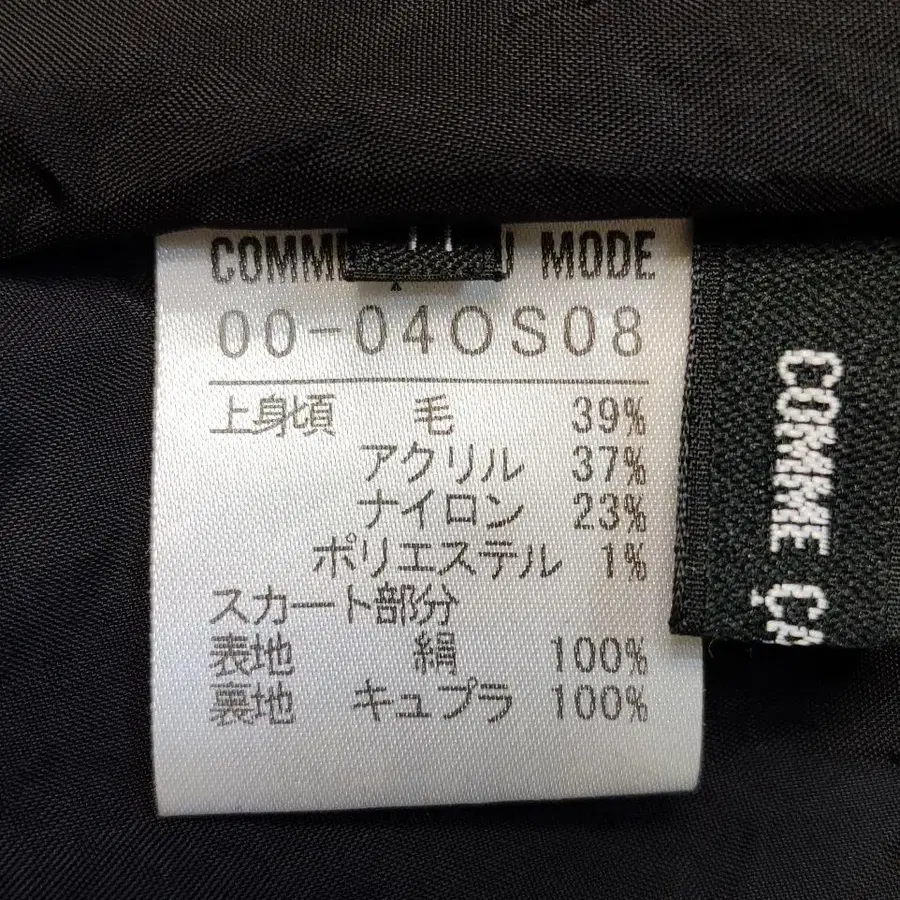 MODE
00-04OS08
上身頃 毛 39%
アクリル 37%
ナイロン 23%
ポリエステル 1%
スカート部分
表地 絹 100%
裏地 キュプラ 100%
COMME ÇA